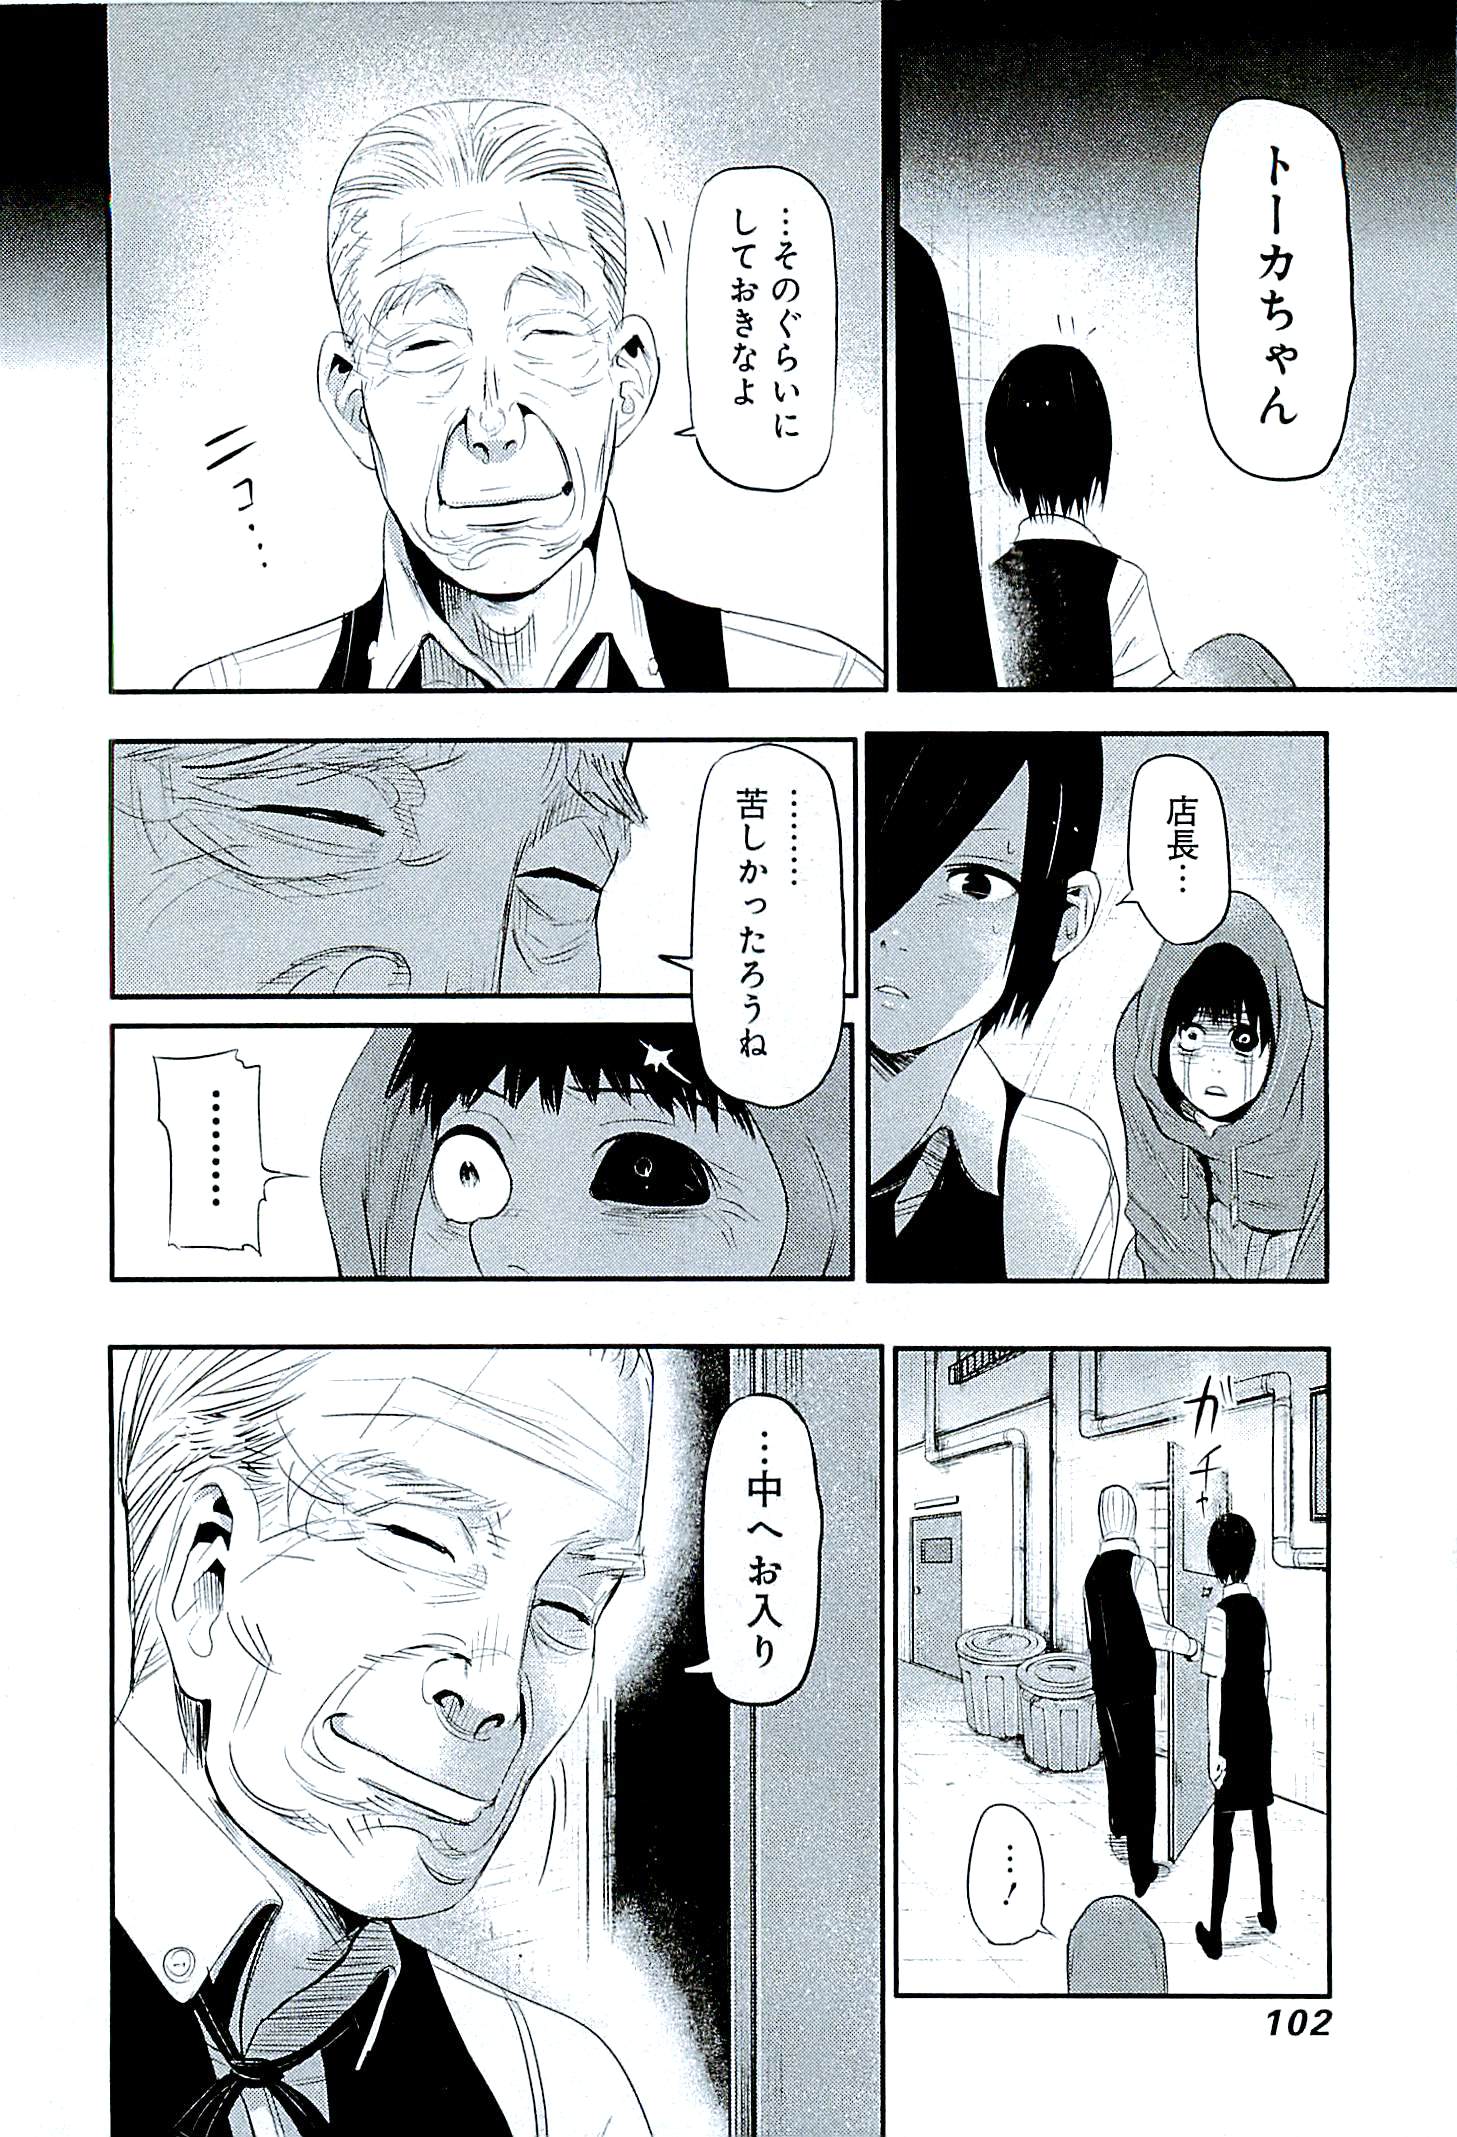 トーカちゃん
…そのぐらいに
しておきなよ
ニコ…
店長…
………
苦しかったろうね
………
ガチャ
…!
…中へお入り
102